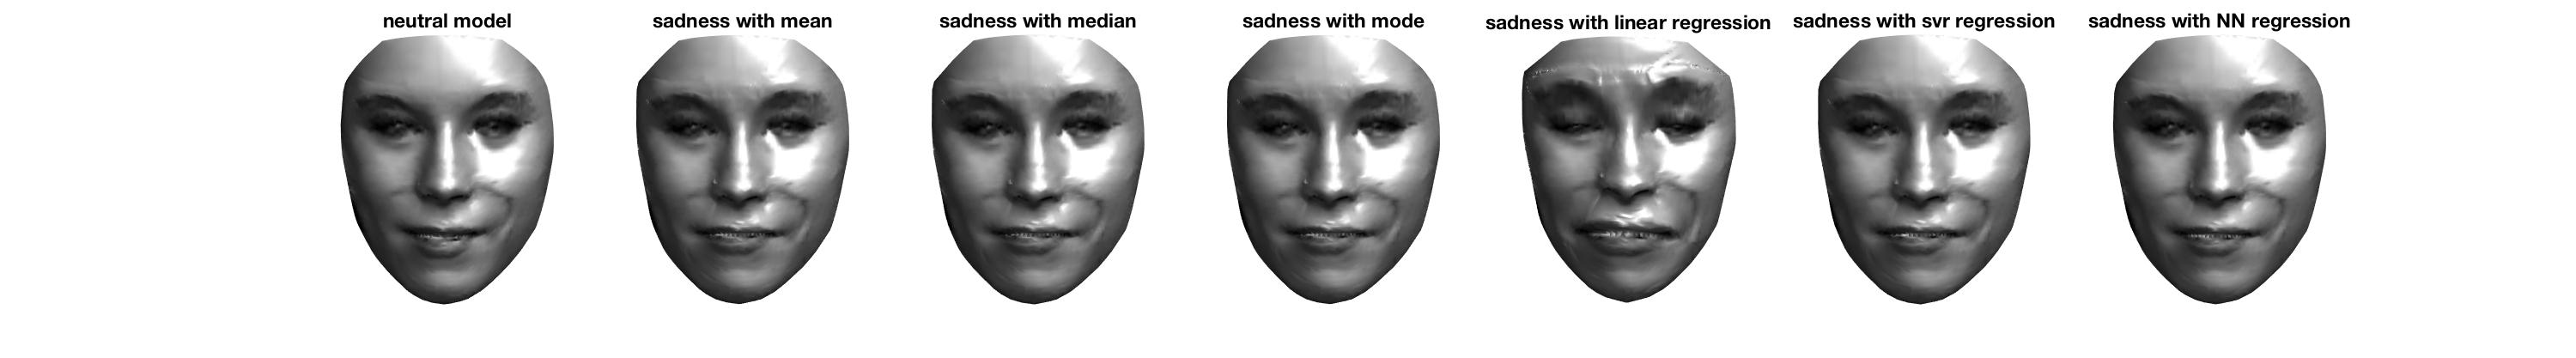 neutral model
sadness with mean
sadness with median
sadness with mode
sadness with linear regression
sadness with svr regression
sadness with NN regression